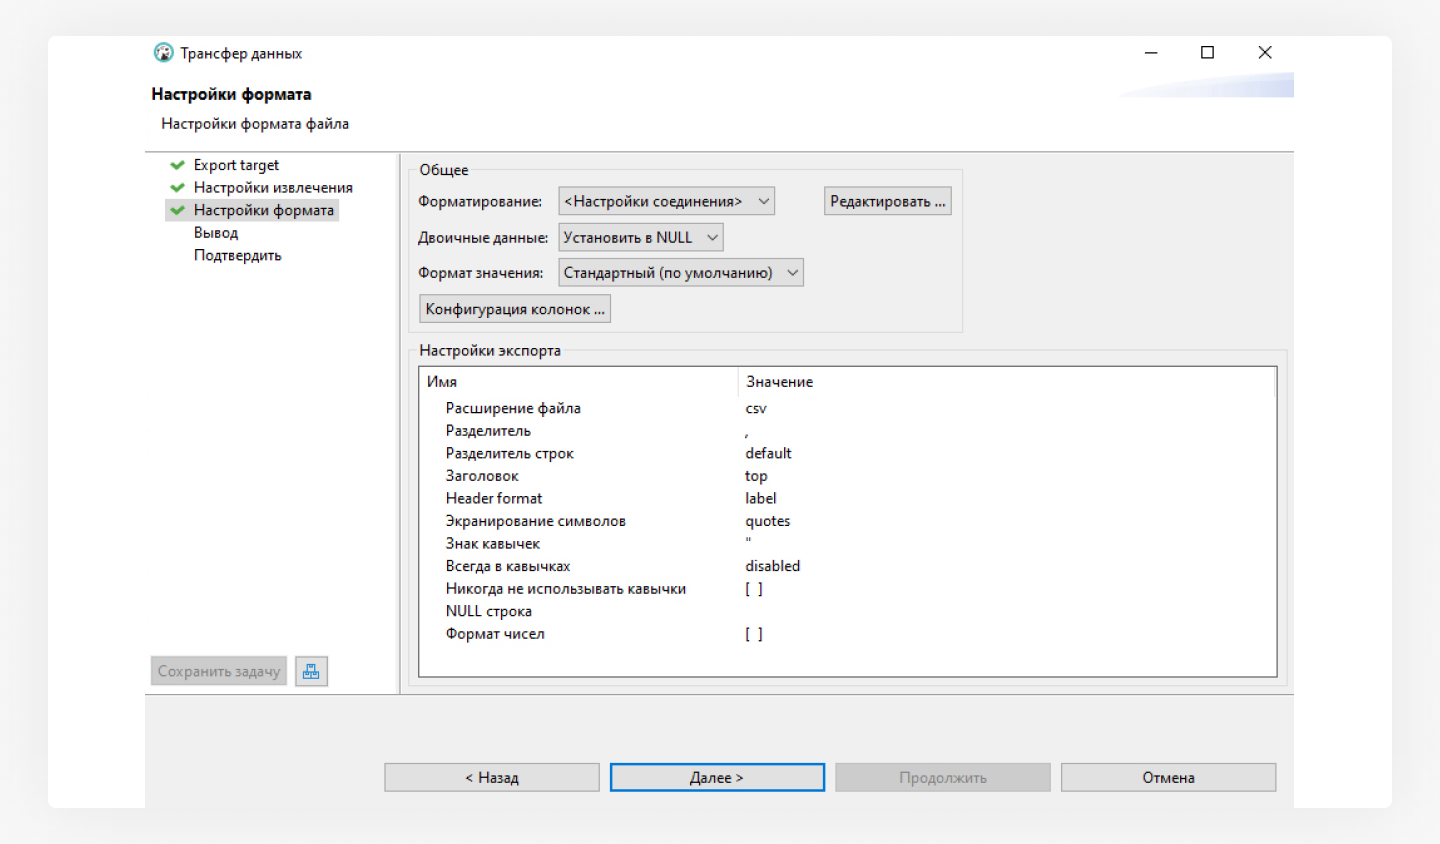 Трансфер данных
Настройки формата
Настройки формата файла
Export target
Настройки извлечения
Настройки формата
Вывод
Подтвердить
Общее
Форматирование: <Настройки соединения> Редактировать ...
Двоичные данные: Установить в NULL
Формат значения: Стандартный (по умолчанию)
Конфигурация колонок ...
Настройки экспорта
Имя Значение
Расширение файла csv
Разделитель ,
Разделитель строк default
Заголовок top
Header format label
Экранирование символов quotes
Знак кавычек "
Всегда в кавычках disabled
Никогда не использовать кавычки [ ]
NULL строка
Формат чисел [ ]
Сохранить задачу
< Назад Далее > Продолжить Отмена